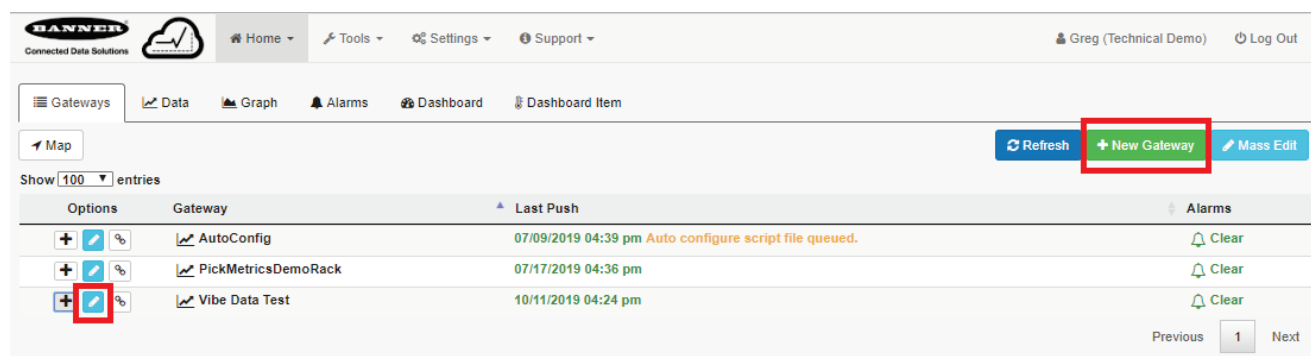 BANNER
Connected Data Solutions
Home Tools Settings Support Greg (Technical Demo) Log Out
Gateways Data Graph Alarms Dashboard Dashboard Item
Map Refresh + New Gateway Mass Edit
Show 100 entries
Options Gateway Last Push Alarms
AutoConfig 07/09/2019 04:39 pm Auto configure script file queued. Clear
PickMetricsDemoRack 07/17/2019 04:36 pm Clear
Vibe Data Test 10/11/2019 04:24 pm Clear
Previous 1 Next